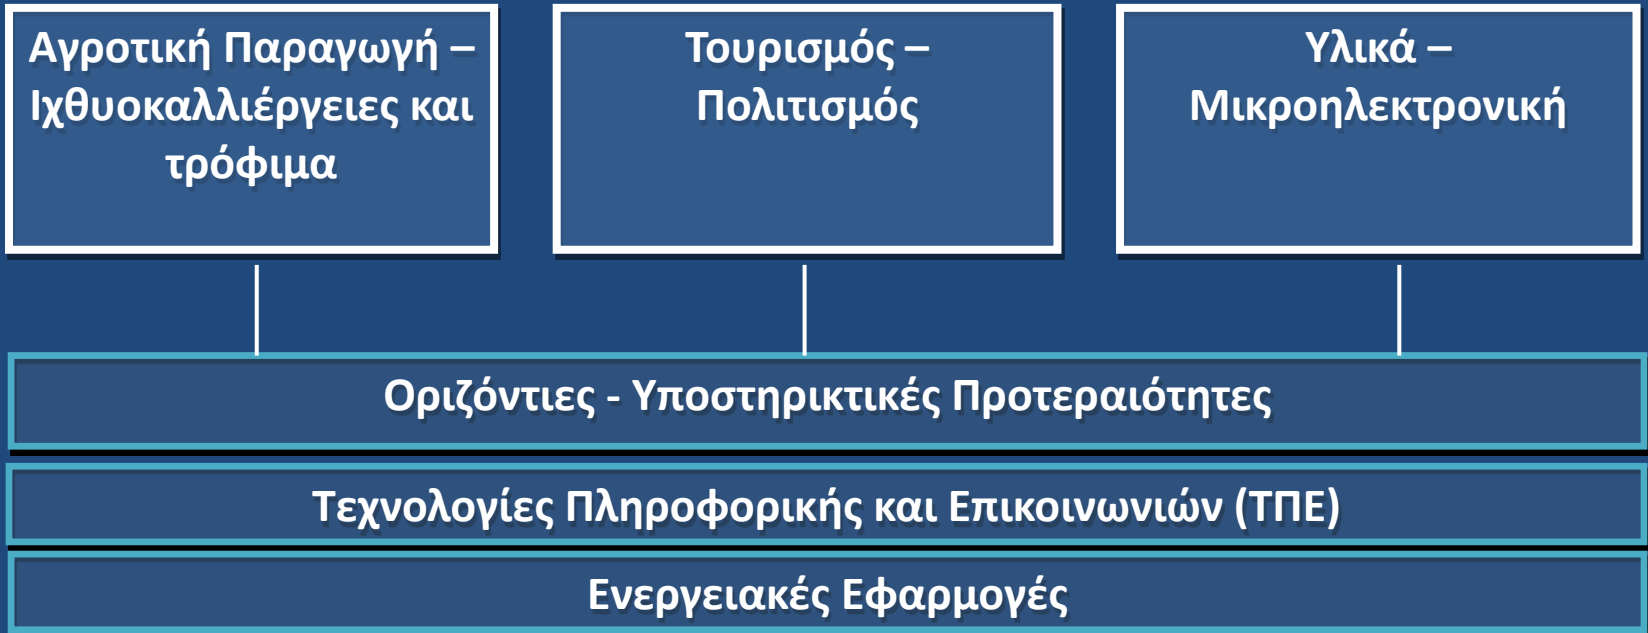 Αγροτική Παραγωγή –
Ιχθυοκαλλιέργειες και
τρόφιμα
Τουρισμός –
Πολιτισμός
Υλικά –
Μικροηλεκτρονική
Οριζόντιες - Υποστηρικτικές Προτεραιότητες
Τεχνολογίες Πληροφορικής και Επικοινωνιών (ΤΠΕ)
Ενεργειακές Εφαρμογές